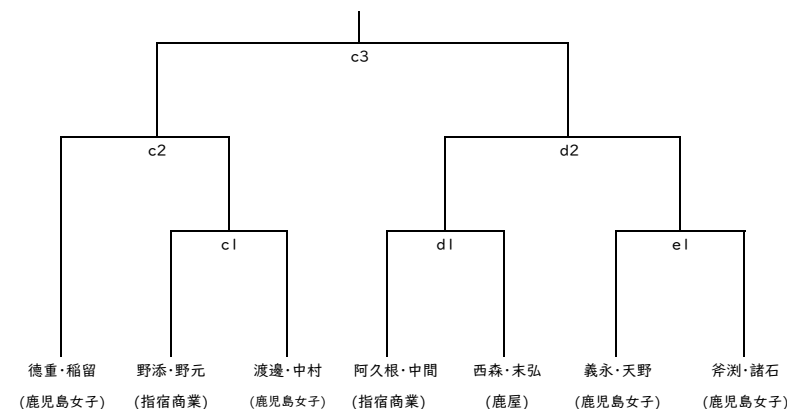 c3
c2
d2
c1
d1
e1
徳重・稲留 野添・野元 渡邊・中村 阿久根・中間 西森・末弘 義永・天野 斧渕・諸石
(鹿児島女子) (指宿商業) (鹿児島女子) (指宿商業) (鹿屋) (鹿児島女子) (鹿児島女子)